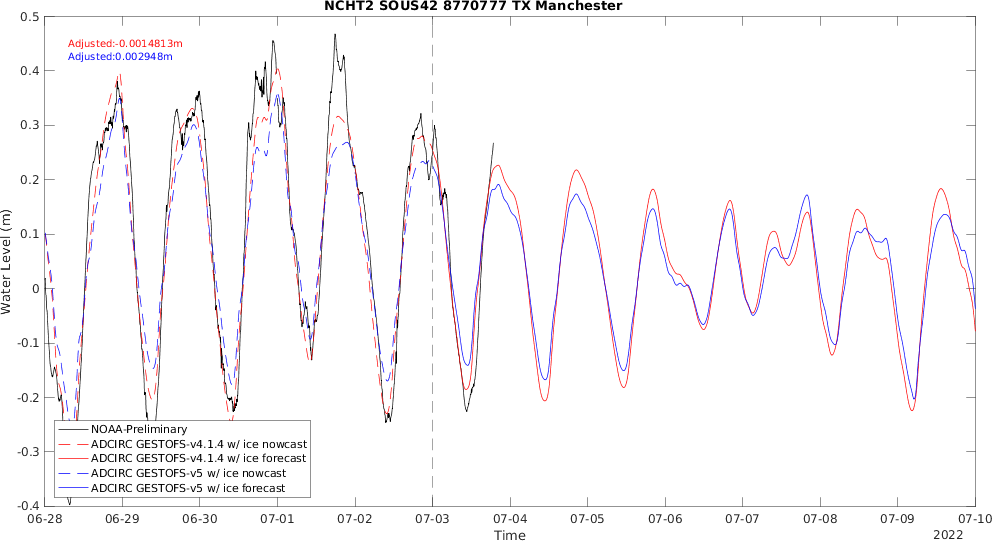 NCHT2 SOUS42 8770777 TX Manchester
Adjusted:-0.0014813m
Adjusted:0.002948m
Water Level (m)
0.5
0.4
0.3
0.2
0.1
0
-0.1
-0.2
-0.3
-0.4
NOAA-Preliminary
ADCIRC GESTOFS-v4.1.4 w/ ice nowcast
ADCIRC GESTOFS-v4.1.4 w/ ice forecast
ADCIRC GESTOFS-v5 w/ ice nowcast
ADCIRC GESTOFS-v5 w/ ice forecast
06-28 06-29 06-30 07-01 07-02 07-03 07-04 07-05 07-06 07-07 07-08 07-09 07-10
Time
2022